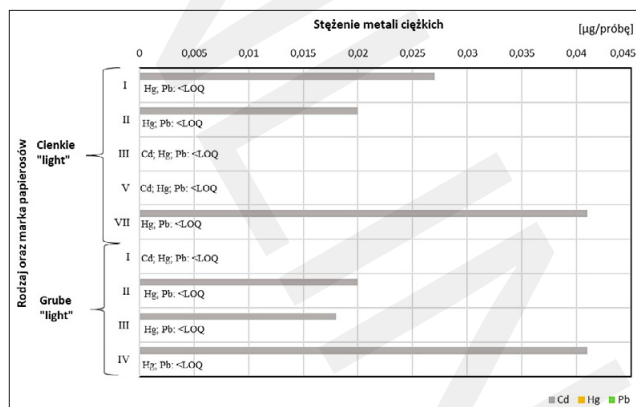 Stężenie metali ciężkich [µg/próbę]
0 0,005 0,01 0,015 0,02 0,025 0,03 0,035 0,04 0,045
Rodzaj oraz marka papierosów
Cienkie
"light"
I
Hg; Pb: <LOQ
II
Hg; Pb: <LOQ
III
Cd; Hg; Pb: <LOQ
V
Cd; Hg; Pb: <LOQ
VII
Hg; Pb: <LOQ
Grube
"light"
I
Cd; Hg; Pb: <LOQ
II
Hg; Pb: <LOQ
III
Hg; Pb: <LOQ
IV
Hg; Pb: <LOQ
Cd Hg Pb